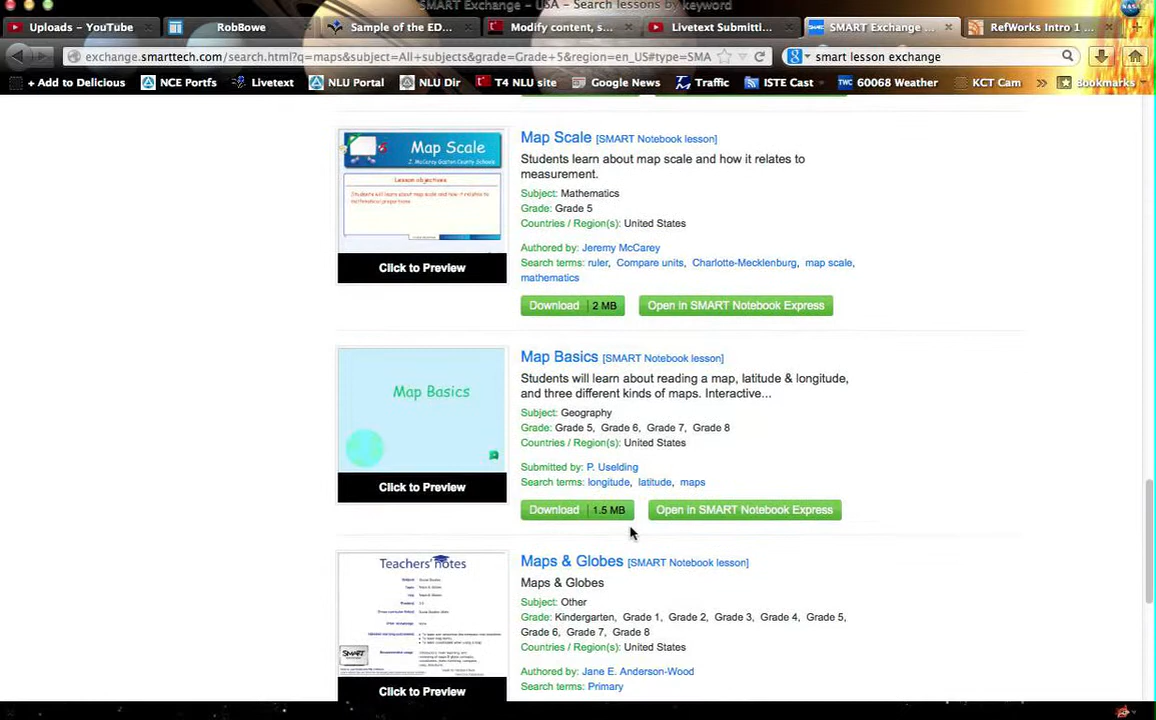 SMART Exchange – USA – Search lessons by keyword
Uploads – YouTube
RobBowe
Sample of the ED...
Modify content, s...
Livetext Submitti...
SMART Exchange ...
RefWorks Intro 1 ...
exchange.smarttech.com/search.html?q=maps&subject=All+subjects&grade=Grade+5&region=en_US#type=SMA
smart lesson exchange
+ Add to Delicious
NCE Portfs
Livetext
NLU Portal
NLU Dir
T4 NLU site
Google News
Traffic
ISTE Cast
60068 Weather
KCT Cam
»
Bookmarks
Map Scale [SMART Notebook lesson]
Map Scale
J. McCarey Gaston County Schools
Lesson objectives
Students learn about map scale and how it relates to
measurement.
Subject: Mathematics
Grade: Grade 5
Countries / Region(s): United States
Authored by: Jeremy McCarey
Search terms: ruler, Compare units, Charlotte-Mecklenburg, map scale,
mathematics
Click to Preview
Download | 2 MB
Open in SMART Notebook Express
Map Basics [SMART Notebook lesson]
Map Basics
Students will learn about reading a map, latitude & longitude,
and three different kinds of maps. Interactive...
Subject: Geography
Grade: Grade 5, Grade 6, Grade 7, Grade 8
Countries / Region(s): United States
Submitted by: P. Uselding
Search terms: longitude, latitude, maps
Click to Preview
Download | 1.5 MB
Open in SMART Notebook Express
Maps & Globes [SMART Notebook lesson]
Teachers' notes
Maps & Globes
Subject: Other
Grade: Kindergarten, Grade 1, Grade 2, Grade 3, Grade 4, Grade 5,
Grade 6, Grade 7, Grade 8
Countries / Region(s): United States
SMART
Authored by: Jane E. Anderson-Wood
Search terms: Primary
Click to Preview